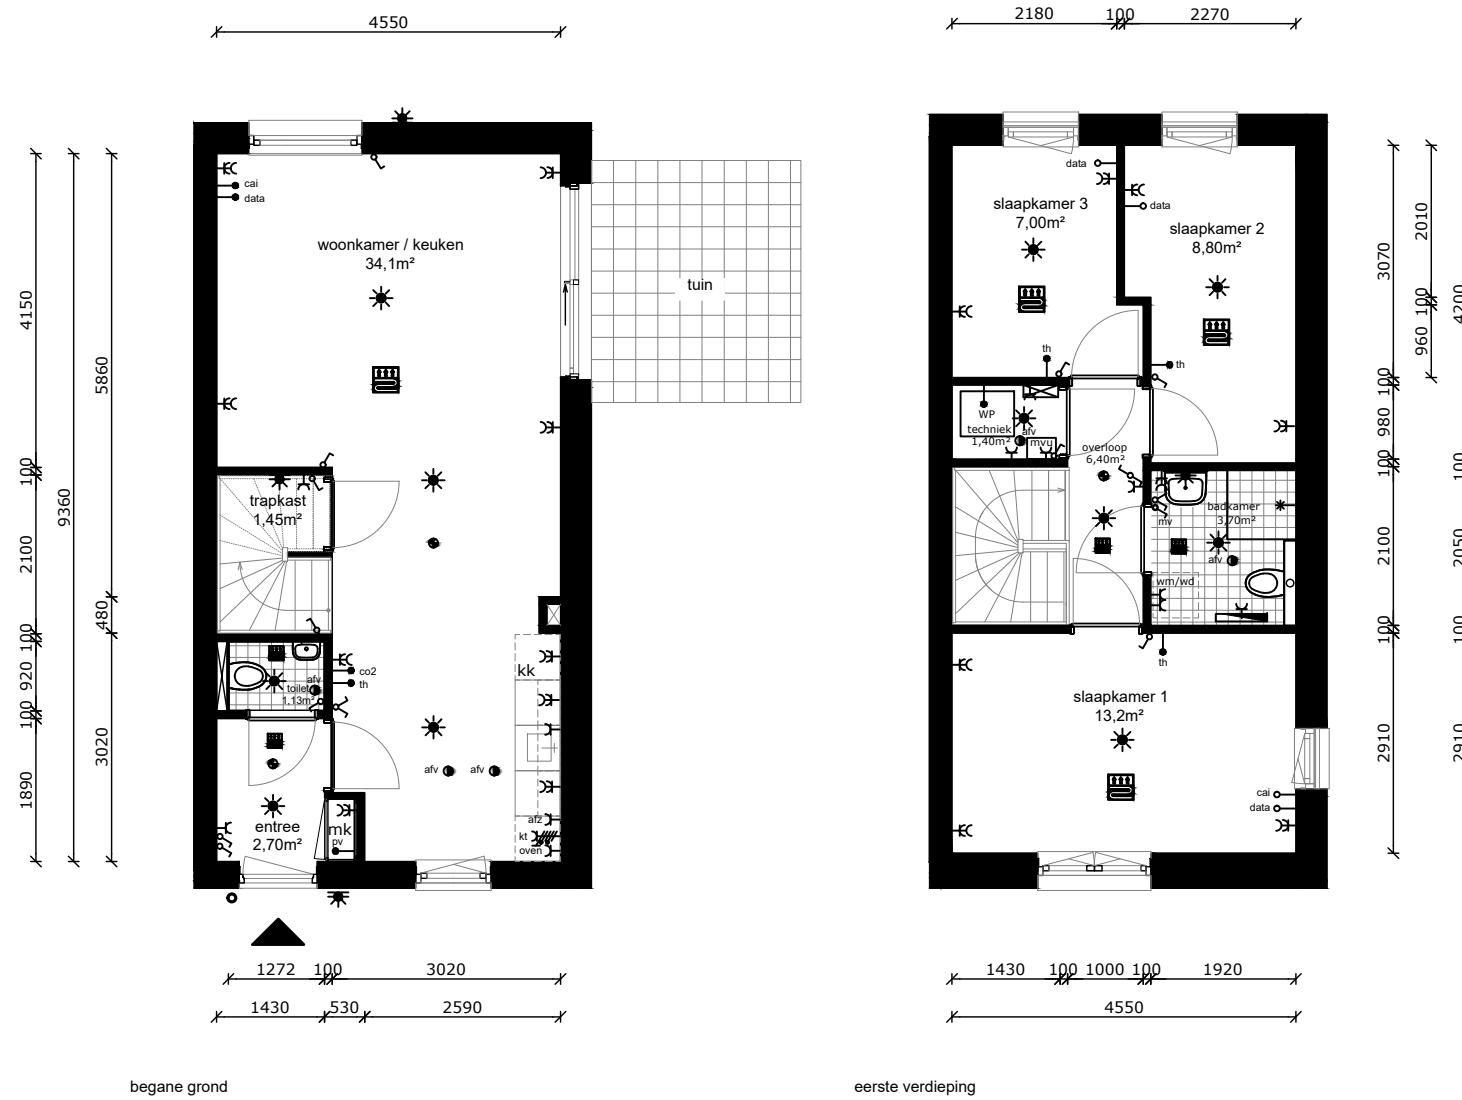 4550
4150
100
2100
100
920
100
1890
9360
5860
480
3020
cai
data
woonkamer / keuken
34,1m²
tuin
trapkast
1,45m²
afv
toilet
1,13m²
co2
th
kk
afv
afv
entree
2,70m²
mk
pv
afz
kt
oven
1272
100
3020
1430
530
2590
begane grond
2180
100
2270
data
slaapkamer 3
7,00m²
data
slaapkamer 2
8,80m²
th
th
WP
techniek
1,40m²
afv
mvu
overloop
6,40m²
badkamer
3,70m²
mv
afv
wm/wd
th
slaapkamer 1
13,2m²
cai
data
3070
100
980
100
2100
100
2910
2010
100
960
4200
100
2050
100
2910
1430
100
1000
100
1920
4550
eerste verdieping